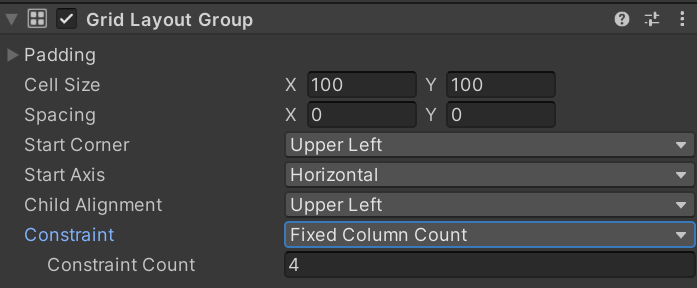 Grid Layout Group
Padding
Cell Size X 100 Y 100
Spacing X 0 Y 0
Start Corner Upper Left
Start Axis Horizontal
Child Alignment Upper Left
Constraint Fixed Column Count
Constraint Count 4